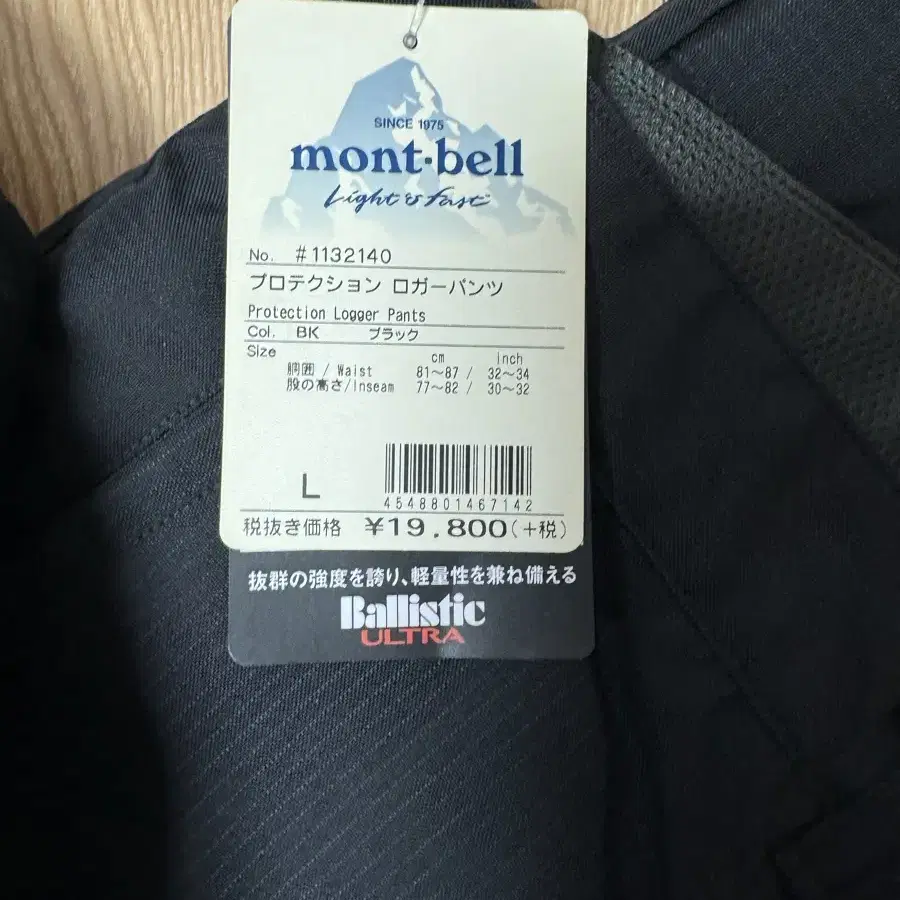 SINCE 1975
mont·bell
Light & Fast
No. #1132140
プロテクション ロガーパンツ
Protection Logger Pants
Col. BK ブラック
Size
cm inch
胴囲 / Waist 81～87 / 32～34
股の高さ/Inseam 77～82 / 30～32
L
4548801467142
税抜き価格 ¥19,800(+税)
抜群の強度を誇り、軽量性を兼ね備える
Ballistic
ULTRA